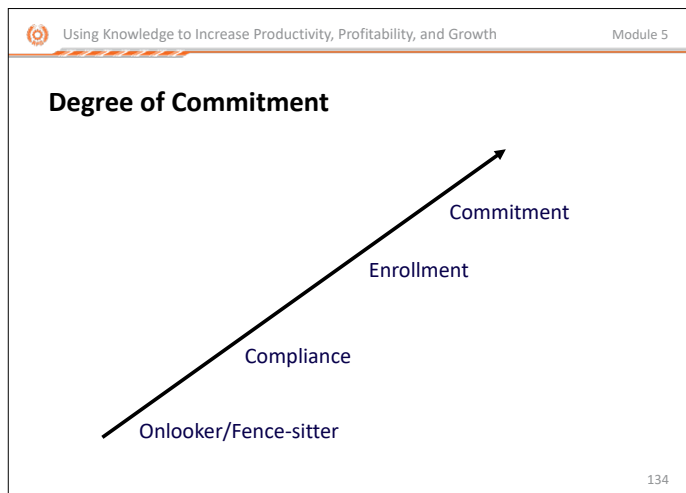 Using Knowledge to Increase Productivity, Profitability, and Growth
Module 5
Degree of Commitment
Commitment
Enrollment
Compliance
Onlooker/Fence-sitter
134